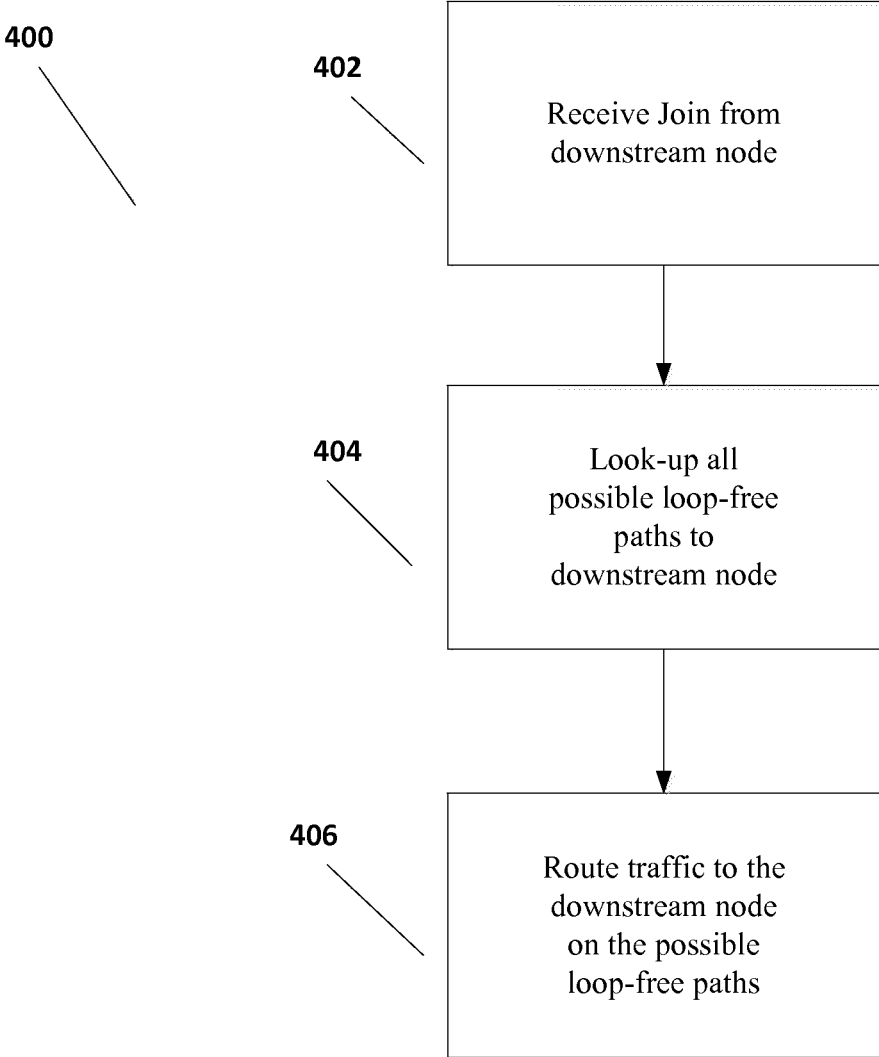 400
402
Receive Join from
downstream node
404
Look-up all
possible loop-free
paths to
downstream node
406
Route traffic to the
downstream node
on the possible
loop-free paths